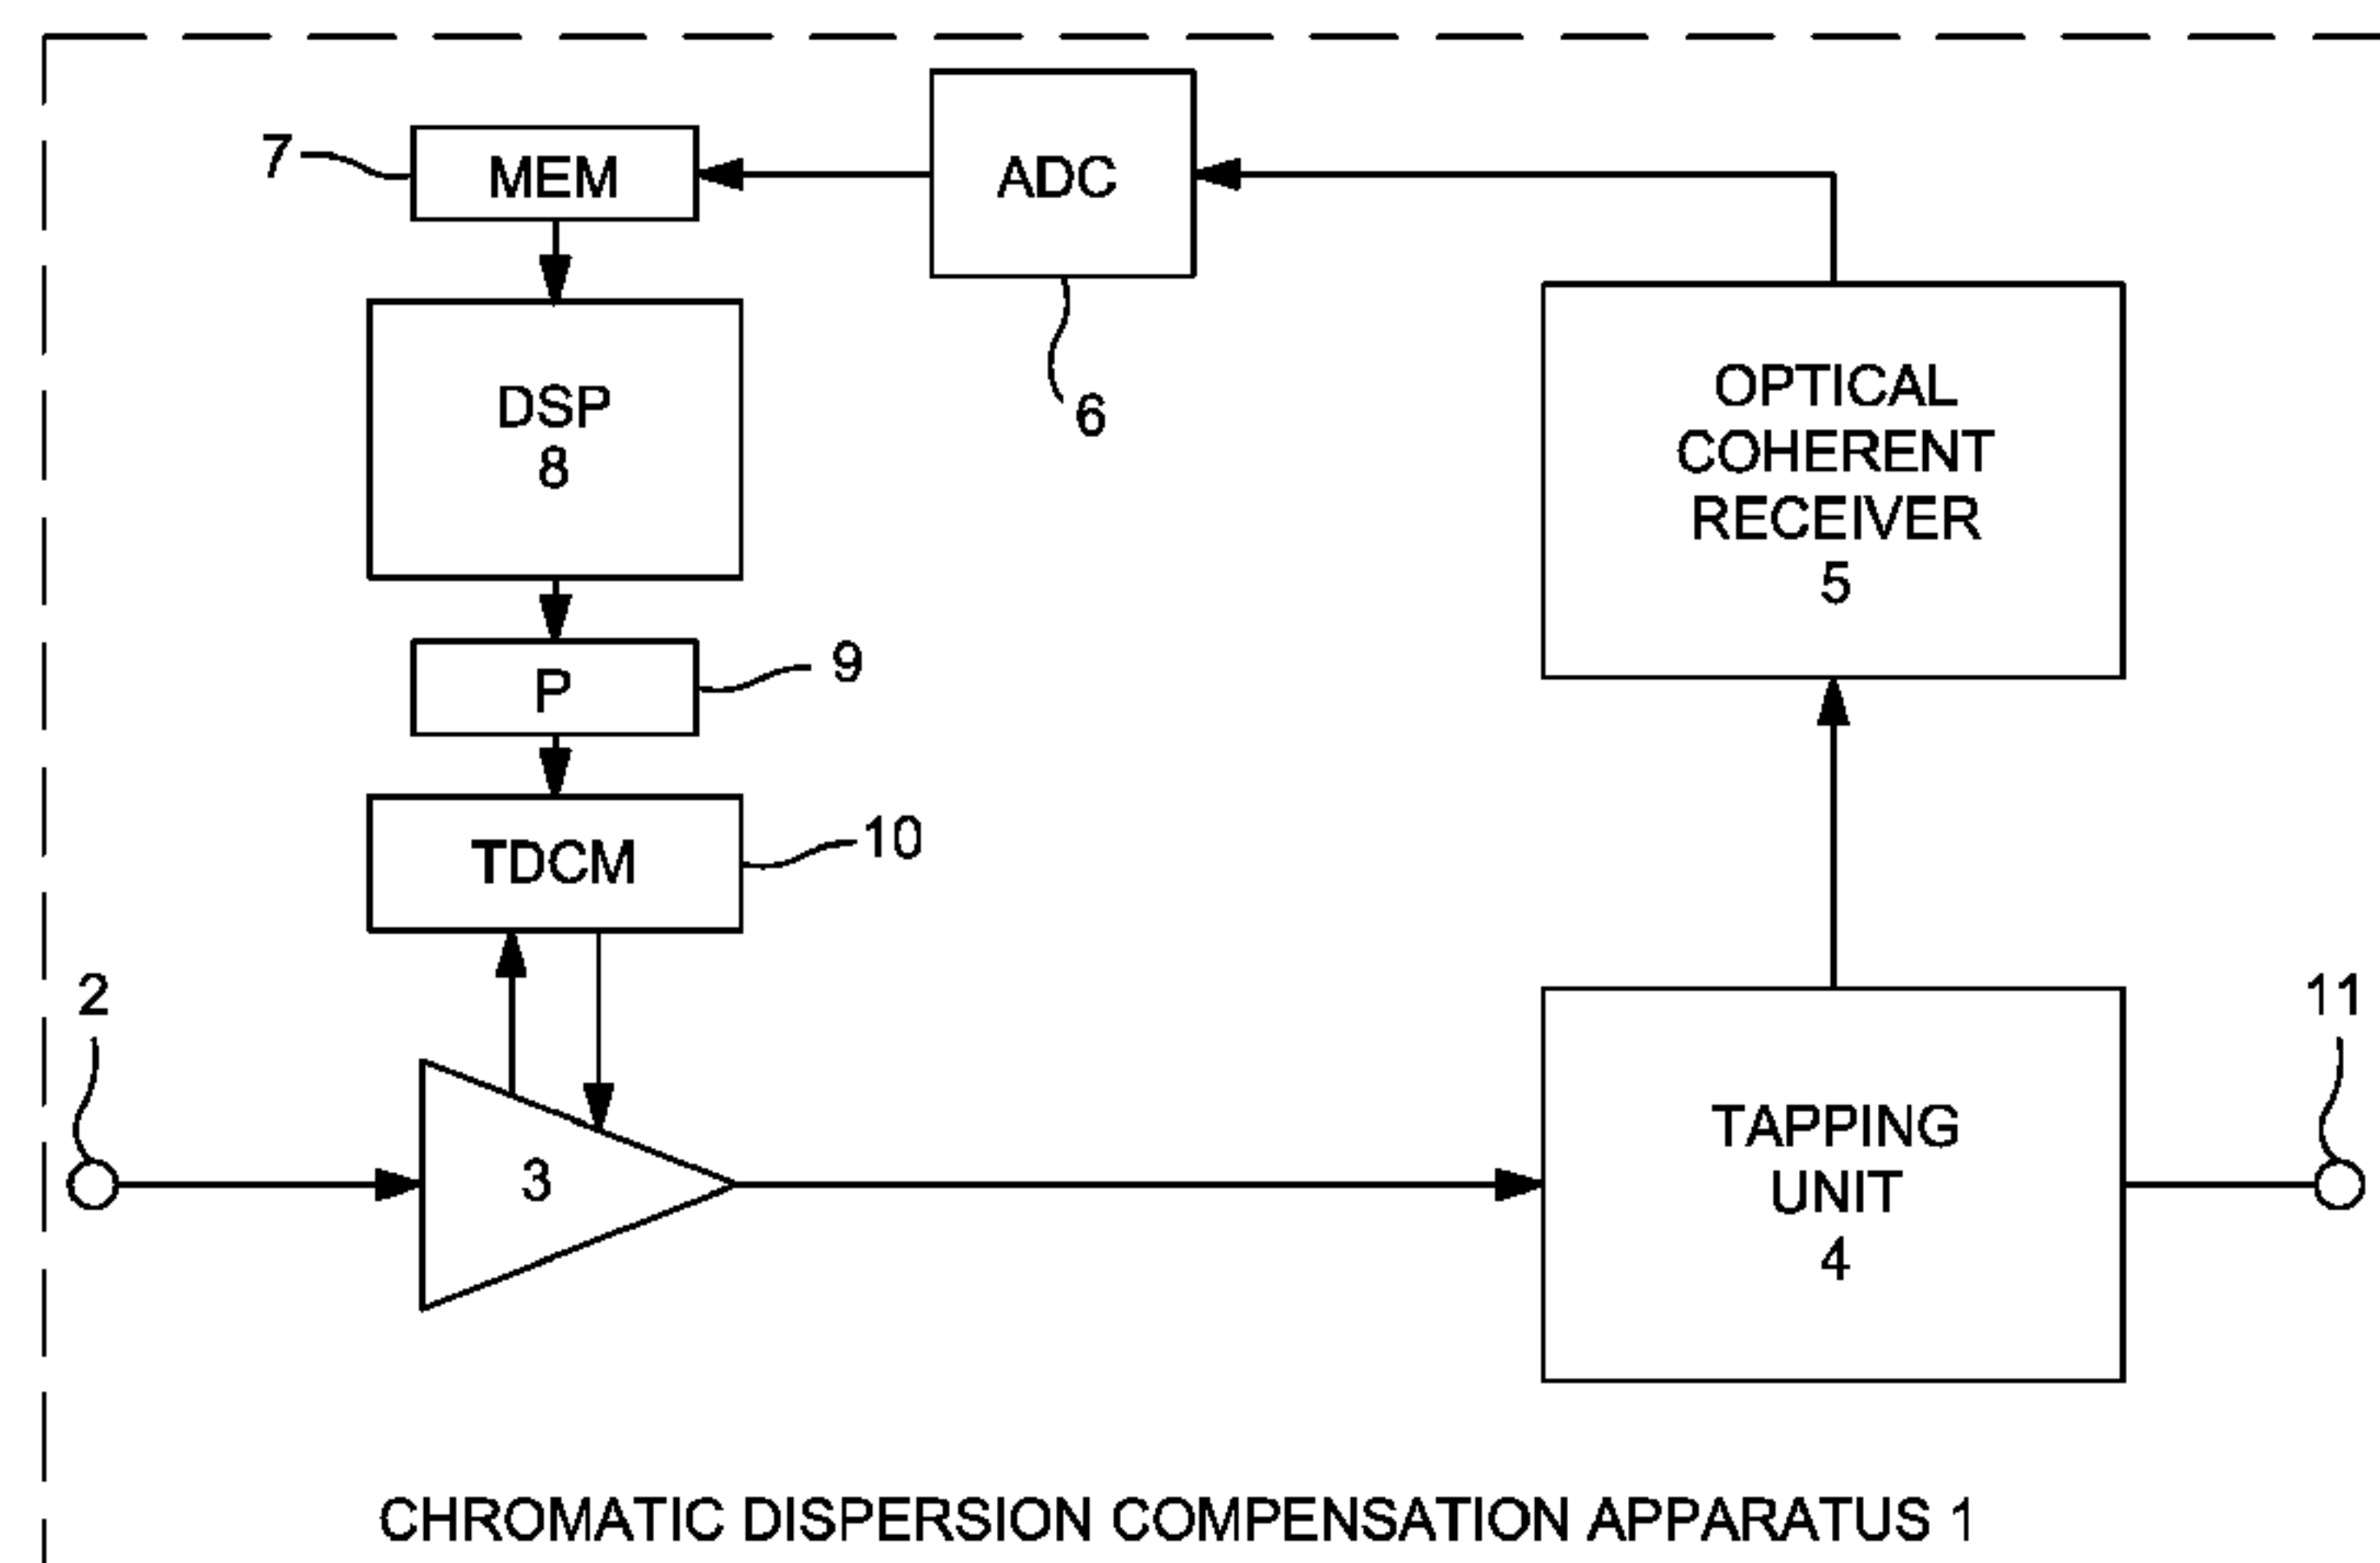 7
MEM
ADC
6
DSP
8
OPTICAL
COHERENT
RECEIVER
5
P
9
TDCM
10
2
3
TAPPING
UNIT
4
11
CHROMATIC DISPERSION COMPENSATION APPARATUS 1